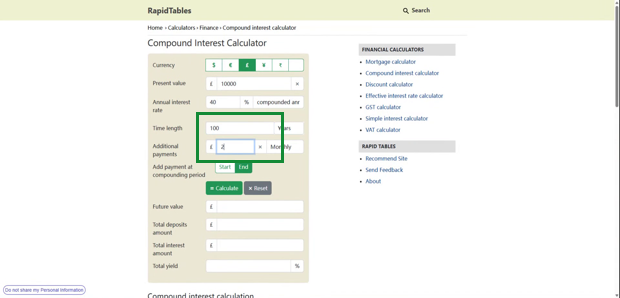 RapidTables
Search
Home › Calculators › Finance › Compound interest calculator
Compound Interest Calculator
Currency
$ € £ ¥ ₹
Present value
£ 10000 ×
Annual interest
rate
40 % compounded anr
Time length
100 Years
Additional
payments
£ 2 × Monthly
Add payment at
compounding period
Start End
= Calculate × Reset
Future value
£
Total deposits
amount
£
Total interest
amount
£
Total yield
%
Compound interest calculation
FINANCIAL CALCULATORS
Mortgage calculator
Compound interest calculator
Discount calculator
Effective interest rate calculator
GST calculator
Simple interest calculator
VAT calculator
RAPID TABLES
Recommend Site
Send Feedback
About
Do not share my Personal Information